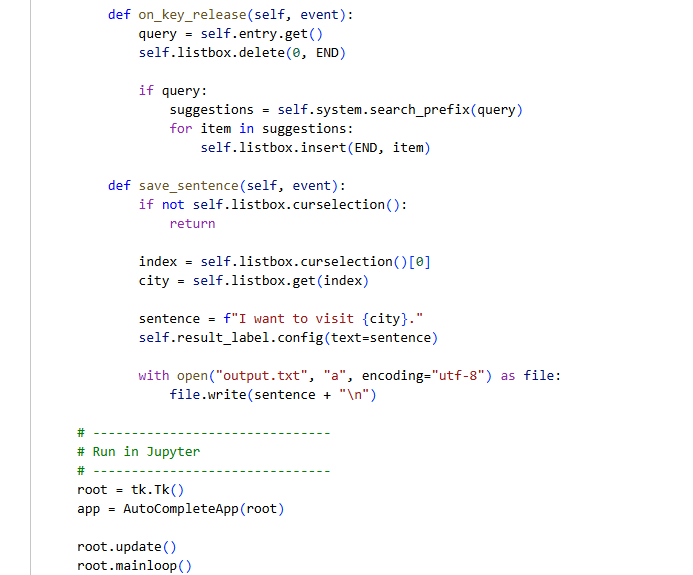 def on_key_release(self, event):
        query = self.entry.get()
        self.listbox.delete(0, END)

        if query:
            suggestions = self.system.search_prefix(query)
            for item in suggestions:
                self.listbox.insert(END, item)

    def save_sentence(self, event):
        if not self.listbox.curselection():
            return

        index = self.listbox.curselection()[0]
        city = self.listbox.get(index)

        sentence = f"I want to visit {city}."
        self.result_label.config(text=sentence)

        with open("output.txt", "a", encoding="utf-8") as file:
            file.write(sentence + "\n")

# -------------------------------
# Run in Jupyter
# -------------------------------
root = tk.Tk()
app = AutoCompleteApp(root)

root.update()
root.mainloop()